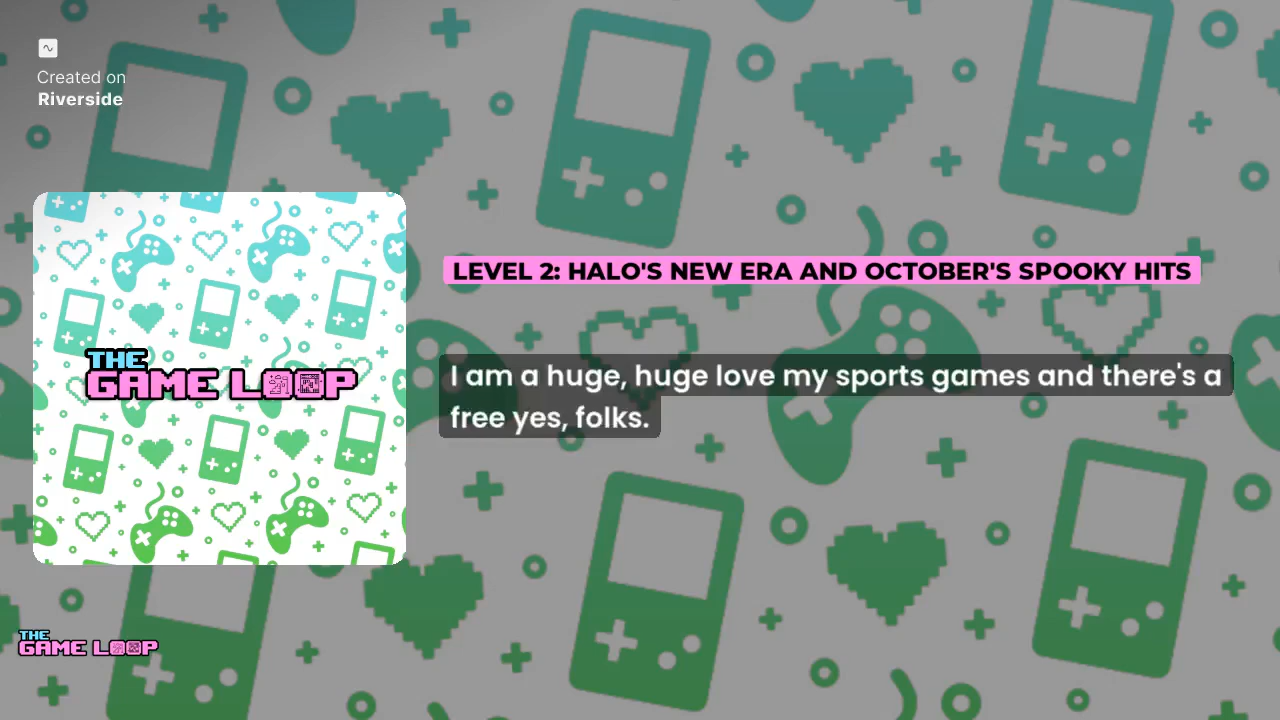 Created on
Riverside
LEVEL 2: HALO'S NEW ERA AND OCTOBER'S SPOOKY HITS
THE
GAME LOOP
I am a huge, huge love my sports games and there's a
free yes, folks.
THE
GAME LOOP